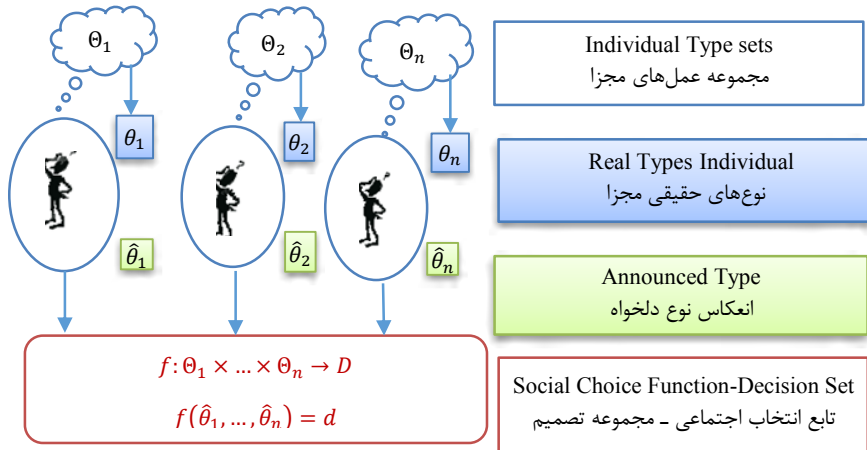 Θ₁ Θ₂ Θₙ
Individual Type sets
مجموعه عمل‌های مجزا
θ₁ θ₂ θₙ
Real Types Individual
نوع‌های حقیقی مجزا
θ̂₁ θ̂₂ θ̂ₙ
Announced Type
انعکاس نوع دلخواه
f: Θ₁ × … × Θₙ → D
f(θ̂₁, … , θ̂ₙ) = d
Social Choice Function-Decision Set
تابع انتخاب اجتماعی ـ مجموعه تصمیم